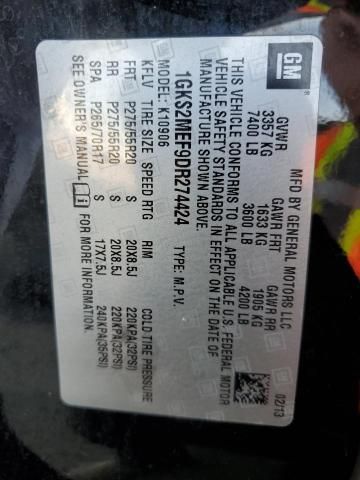 GM
®
MFD BY GENERAL MOTORS LLC
02/13
GVWR GAWR FRT GAWR RR
3357 KG 1633 KG 1905 KG
7400 LB 3600 LB 4200 LB
THIS VEHICLE CONFORMS TO ALL APPLICABLE U.S. FEDERAL MOTOR
VEHICLE SAFETY STANDARDS IN EFFECT ON THE DATE OF
MANUFACTURE SHOWN ABOVE.
1GKS2MEF9DR274424 TYPE: M.P.V.
MODEL: K10906
KFLV TIRE SIZE SPEED RTG RIM COLD TIRE PRESSURE
FRT P275/55R20 S 20X8.5J 220KPA(32PSI)
RR P275/55R20 S 20X8.5J 220KPA(32PSI)
SPA P265/70R17 S 17X7.5J 240KPA(35PSI)
SEE OWNER'S MANUAL